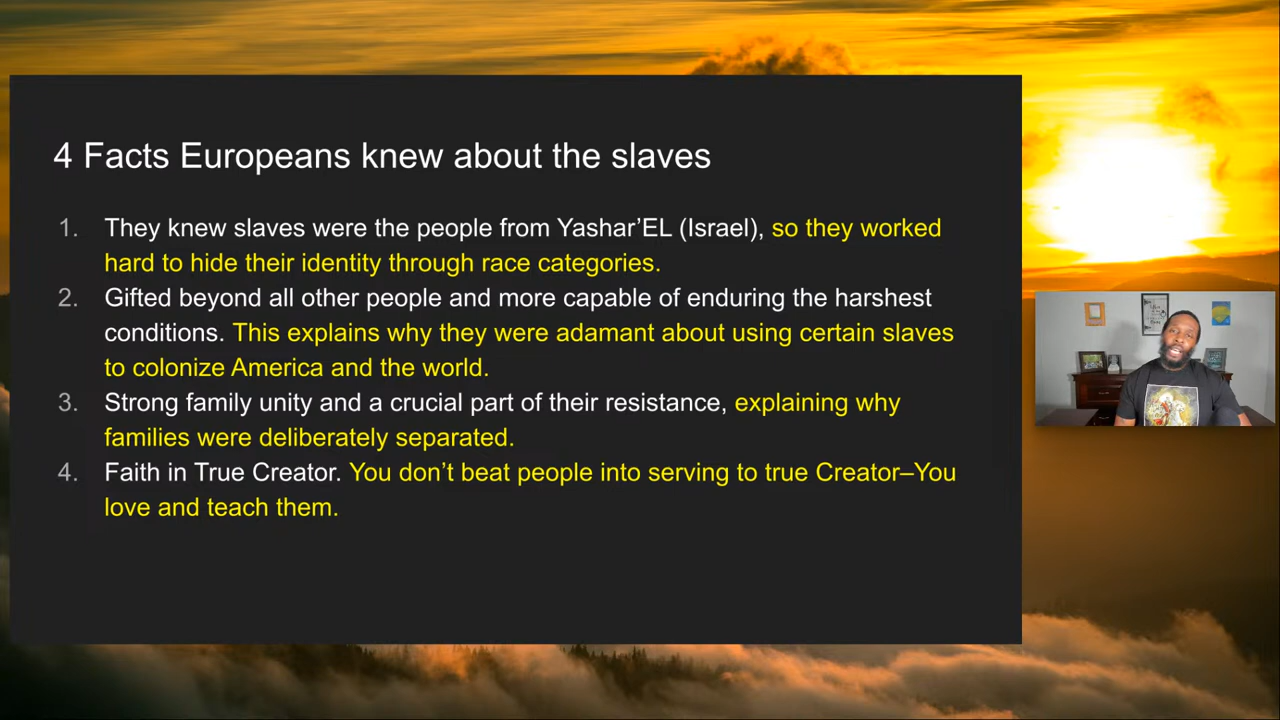 4 Facts Europeans knew about the slaves
1. They knew slaves were the people from Yashar’EL (Israel), so they worked
hard to hide their identity through race categories.
2. Gifted beyond all other people and more capable of enduring the harshest
conditions. This explains why they were adamant about using certain slaves
to colonize America and the world.
3. Strong family unity and a crucial part of their resistance, explaining why
families were deliberately separated.
4. Faith in True Creator. You don’t beat people into serving to true Creator–You
love and teach them.